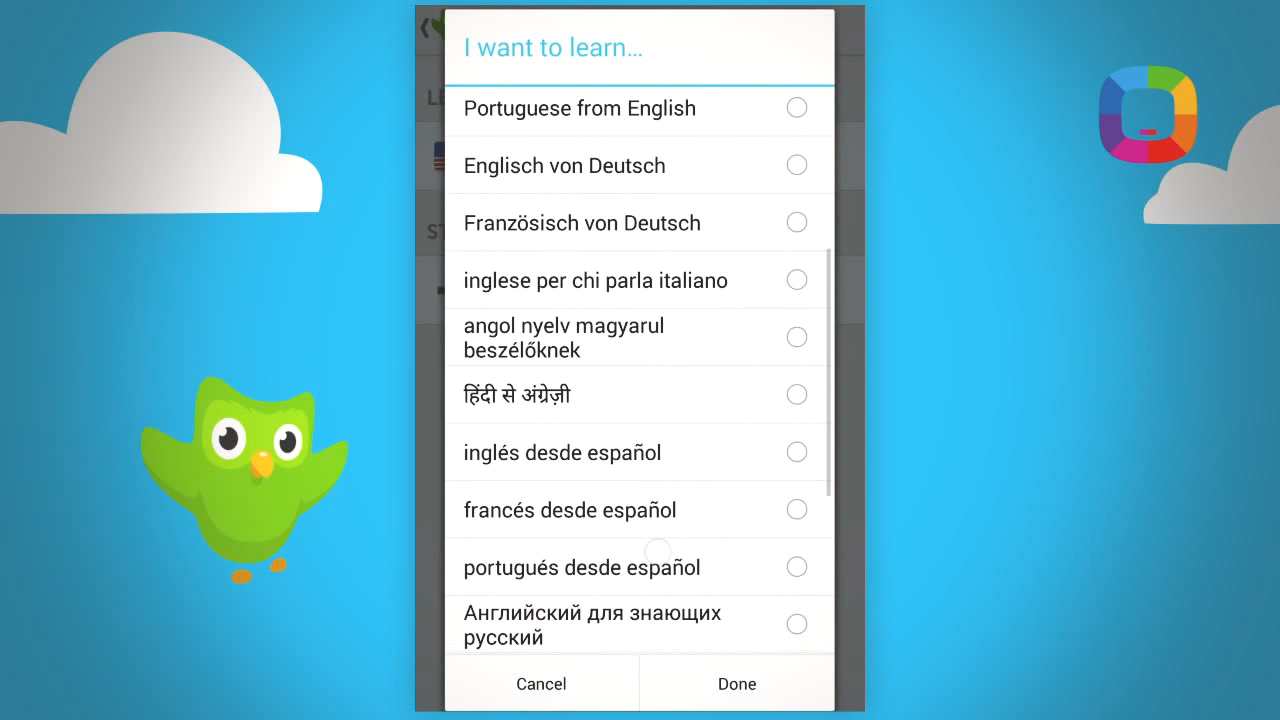 I want to learn…
Portuguese from English
Englisch von Deutsch
Französisch von Deutsch
inglese per chi parla italiano
angol nyelv magyarul
beszélőknek
हिंदी से अंग्रेज़ी
inglés desde español
francés desde español
portugués desde español
Английский для знающих
русский
Cancel
Done